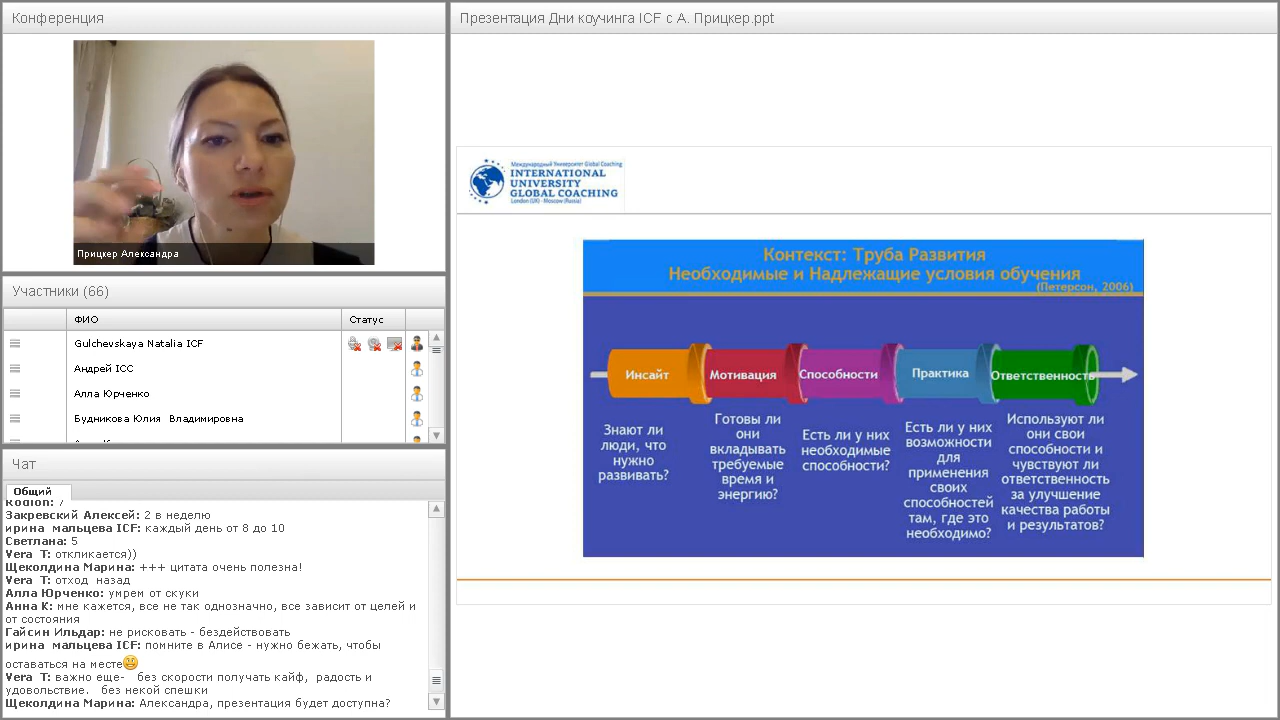 Конференция
Прицкер Александра
Участники (66)
ФИО Статус
Gulchevskaya Natalia ICF
Андрей ICC
Алла Юрченко
Будникова Юлия Владимировна
Чат
Общий
Закревский Алексей: 2 в неделю
ирина мальцева ICF: каждый день от 8 до 10
Светлана: 5
Vera T: откликается))
Щеколдина Марина: +++ цитата очень полезна!
Vera T: отход назад
Алла Юрченко: умрем от скуки
Анна К: мне кажется, все не так однозначно, все зависит от целей и
от состояния
Гайсин Ильдар: не рисковать - бездействовать
ирина мальцева ICF: помните в Алисе - нужно бежать, чтобы
оставаться на месте
Vera T: важно еще- без скорости получать кайф, радость и
удовольствие. без некой спешки
Щеколдина Марина: Александра, презентация будет доступна?
Презентация Дни коучинга ICF с А. Прицкер.ppt
Международный Университет Global Coaching
INTERNATIONAL
UNIVERSITY
GLOBAL COACHING
London (UK) - Moscow (Russia)
Контекст: Труба Развития
Необходимые и Надлежащие условия обучения
(Петерсон, 2006)
Инсайт
Мотивация
Способности
Практика
Ответственность
Знают ли
люди, что
нужно
развивать?
Готовы ли
они
вкладывать
требуемые
время и
энергию?
Есть ли у них
необходимые
способности?
Есть ли у них
возможности
для
применения
своих
способностей
там, где это
необходимо?
Используют ли
они свои
способности и
чувствуют ли
ответственность
за улучшение
качества работы
и результатов?